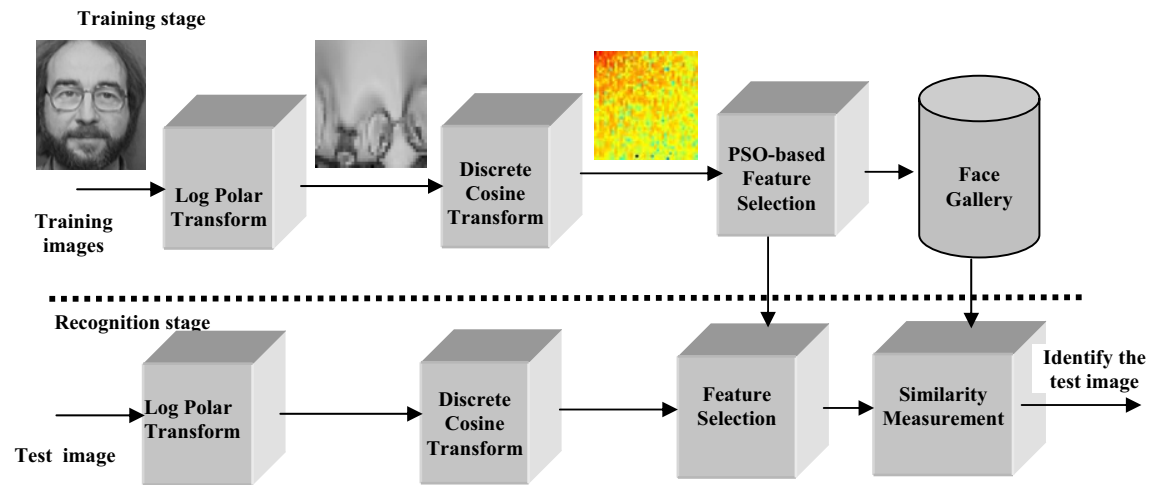 Training stage
Training
images
Log Polar
Transform
Discrete
Cosine
Transform
PSO-based
Feature
Selection
Face
Gallery
Recognition stage
Test image
Log Polar
Transform
Discrete
Cosine
Transform
Feature
Selection
Similarity
Measurement
Identify the
test image